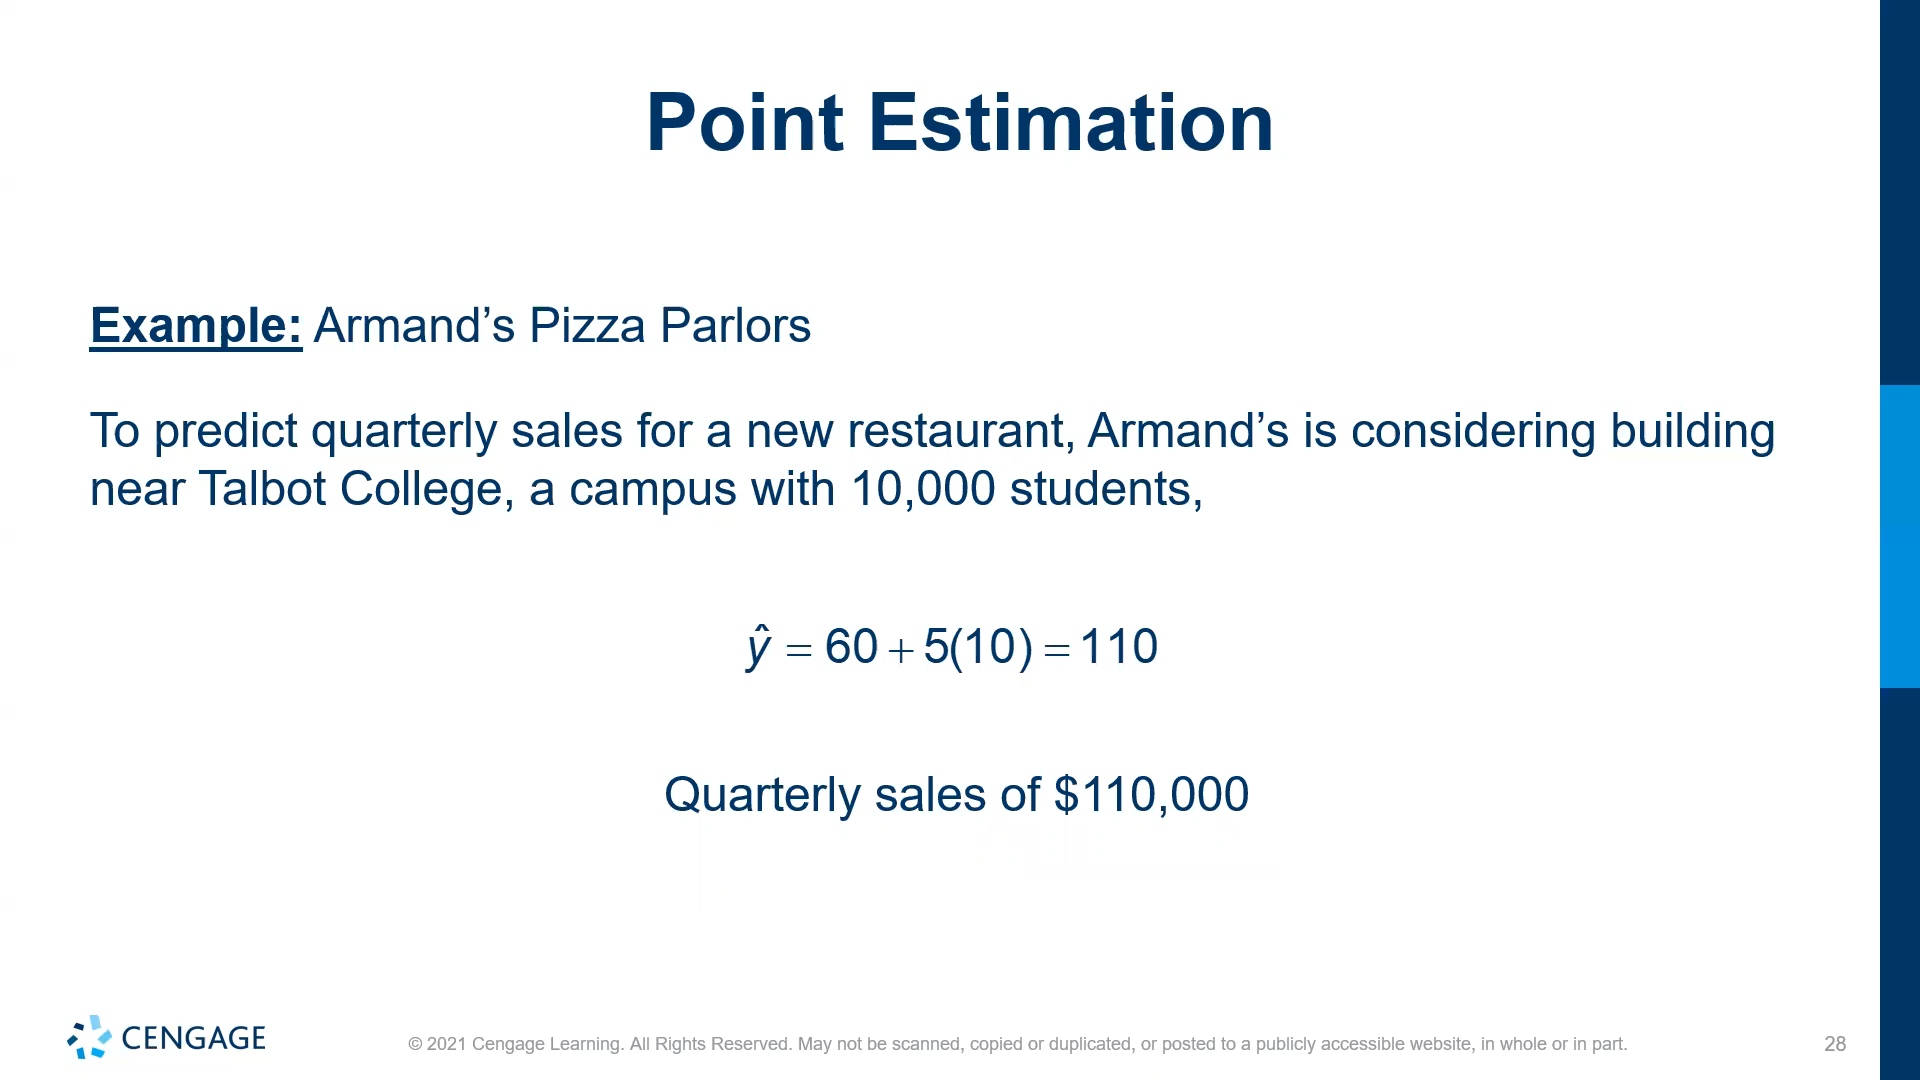 Point Estimation
Example: Armand’s Pizza Parlors
To predict quarterly sales for a new restaurant, Armand’s is considering building
near Talbot College, a campus with 10,000 students,
ŷ = 60 + 5(10) = 110
Quarterly sales of $110,000
CENGAGE
© 2021 Cengage Learning. All Rights Reserved. May not be scanned, copied or duplicated, or posted to a publicly accessible website, in whole or in part.
28